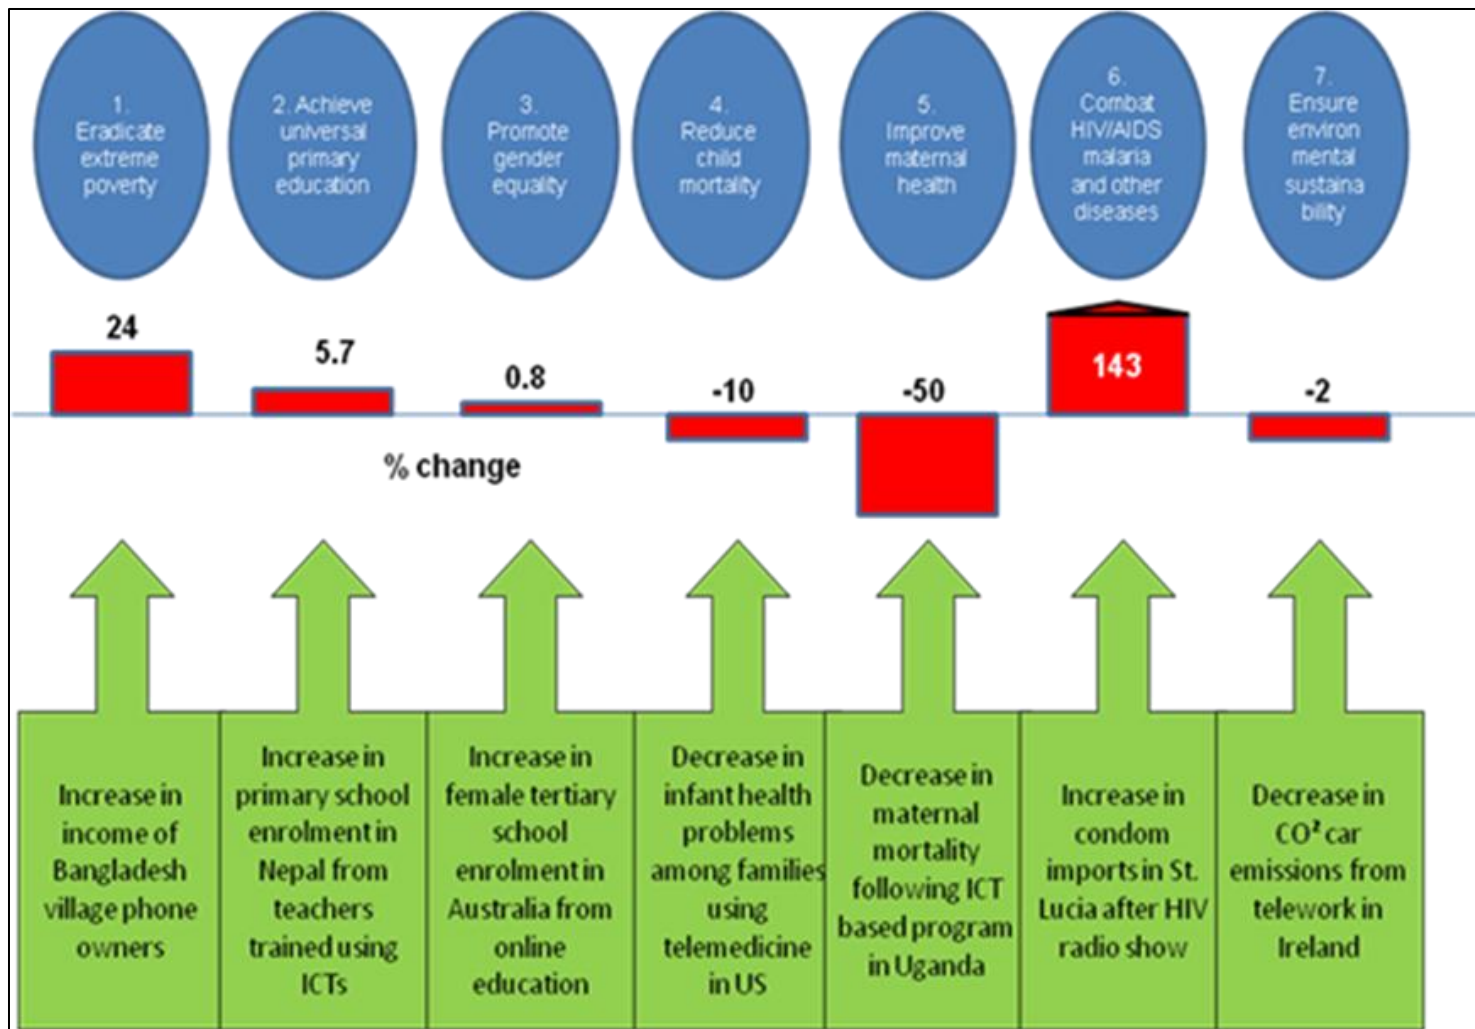 1.
Eradicate
extreme
poverty
2. Achieve
universal
primary
education
3.
Promote
gender
equality
4.
Reduce
child
mortality
5.
Improve
maternal
health
6.
Combat
HIV/AIDS
malaria
and other
diseases
7.
Ensure
environ
mental
sustaina
bility
24
5.7
0.8
-10
-50
143
-2
% change
Increase in
income of
Bangladesh
village phone
owners
Increase in
primary school
enrolment in
Nepal from
teachers
trained using
ICTs
Increase in
female tertiary
school
enrolment in
Australia from
online
education
Decrease in
infant health
problems
among families
using
telemedicine
in US
Decrease in
maternal
mortality
following ICT
based program
in Uganda
Increase in
condom
imports in St.
Lucia after HIV
radio show
Decrease in
CO² car
emissions from
telework in
Ireland